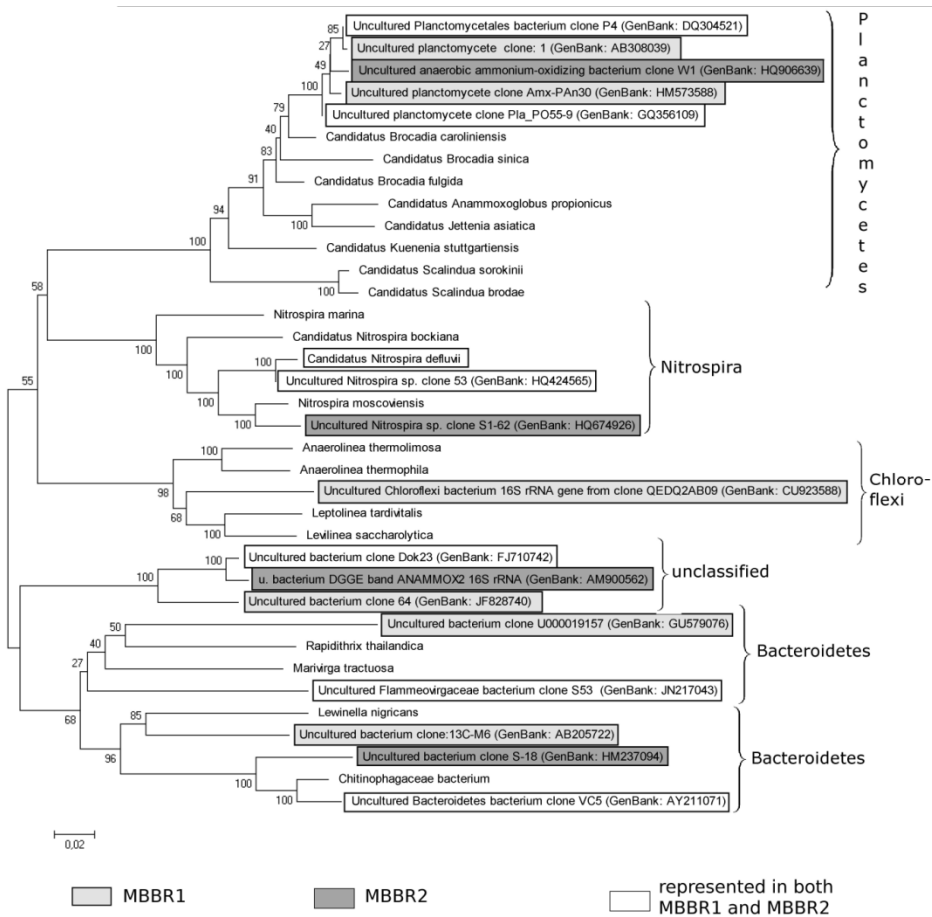 85
Uncultured Planctomycetales bacterium clone P4 (GenBank: DQ304521)
27
Uncultured planctomycete clone: 1 (GenBank: AB308039)
49
Uncultured anaerobic ammonium-oxidizing bacterium clone W1 (GenBank: HQ906639)
100
Uncultured planctomycete clone Amx-PAn30 (GenBank: HM573588)
79
Uncultured planctomycete clone Pla_PO55-9 (GenBank: GQ356109)
40
Candidatus Brocadia caroliniensis
83
Candidatus Brocadia sinica
91
Candidatus Brocadia fulgida
94
Candidatus Anammoxoglobus propionicus
100
Candidatus Jettenia asiatica
100
Candidatus Kuenenia stuttgartiensis
Candidatus Scalindua sorokinii
100
Candidatus Scalindua brodae
Planctomycetes
58
Nitrospira marina
100
Candidatus Nitrospira bockiana
100
100
Candidatus Nitrospira defluvii
Uncultured Nitrospira sp. clone 53 (GenBank: HQ424565)
100
Nitrospira moscoviensis
100
Uncultured Nitrospira sp. clone S1-62 (GenBank: HQ674926)
Nitrospira
55
Anaerolinea thermolimosa
100
Anaerolinea thermophila
98
Uncultured Chloroflexi bacterium 16S rRNA gene from clone QEDQ2AB09 (GenBank: CU923588)
68
Leptolinea tardivitalis
100
Levilinea saccharolytica
Chloro-
flexi
Uncultured bacterium clone Dok23 (GenBank: FJ710742)
100
u. bacterium DGGE band ANAMMOX2 16S rRNA (GenBank: AM900562)
100
Uncultured bacterium clone 64 (GenBank: JF828740)
unclassified
50
Uncultured bacterium clone U000019157 (GenBank: GU579076)
40
Rapidithrix thailandica
27
Marivirga tractuosa
68
Uncultured Flammeovirgaceae bacterium clone S53 (GenBank: JN217043)
Bacteroidetes
85
Lewinella nigricans
Uncultured bacterium clone:13C-M6 (GenBank: AB205722)
96
Uncultured bacterium clone S-18 (GenBank: HM237094)
100
Chitinophagaceae bacterium
100
Uncultured Bacteroidetes bacterium clone VC5 (GenBank: AY211071)
Bacteroidetes
0,02
MBBR1
MBBR2
represented in both
MBBR1 and MBBR2